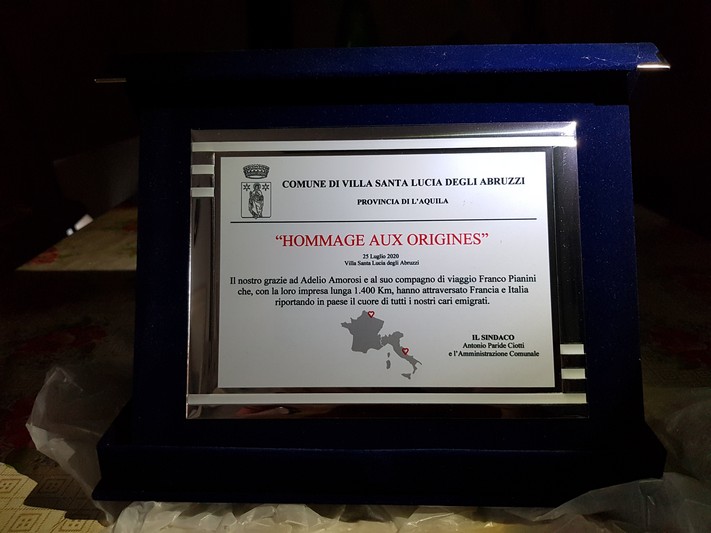 COMUNE DI VILLA SANTA LUCIA DEGLI ABRUZZI
PROVINCIA DI L'AQUILA
“HOMMAGE AUX ORIGINES”
25 Luglio 2020
Villa Santa Lucia degli Abruzzi
Il nostro grazie ad Adelio Amorosi e al suo compagno di viaggio Franco Pianini
che, con la loro impresa lunga 1.400 Km, hanno attraversato Francia e Italia
riportando in paese il cuore di tutti i nostri cari emigrati.
IL SINDACO
Antonio Paride Ciotti
e l'Amministrazione Comunale